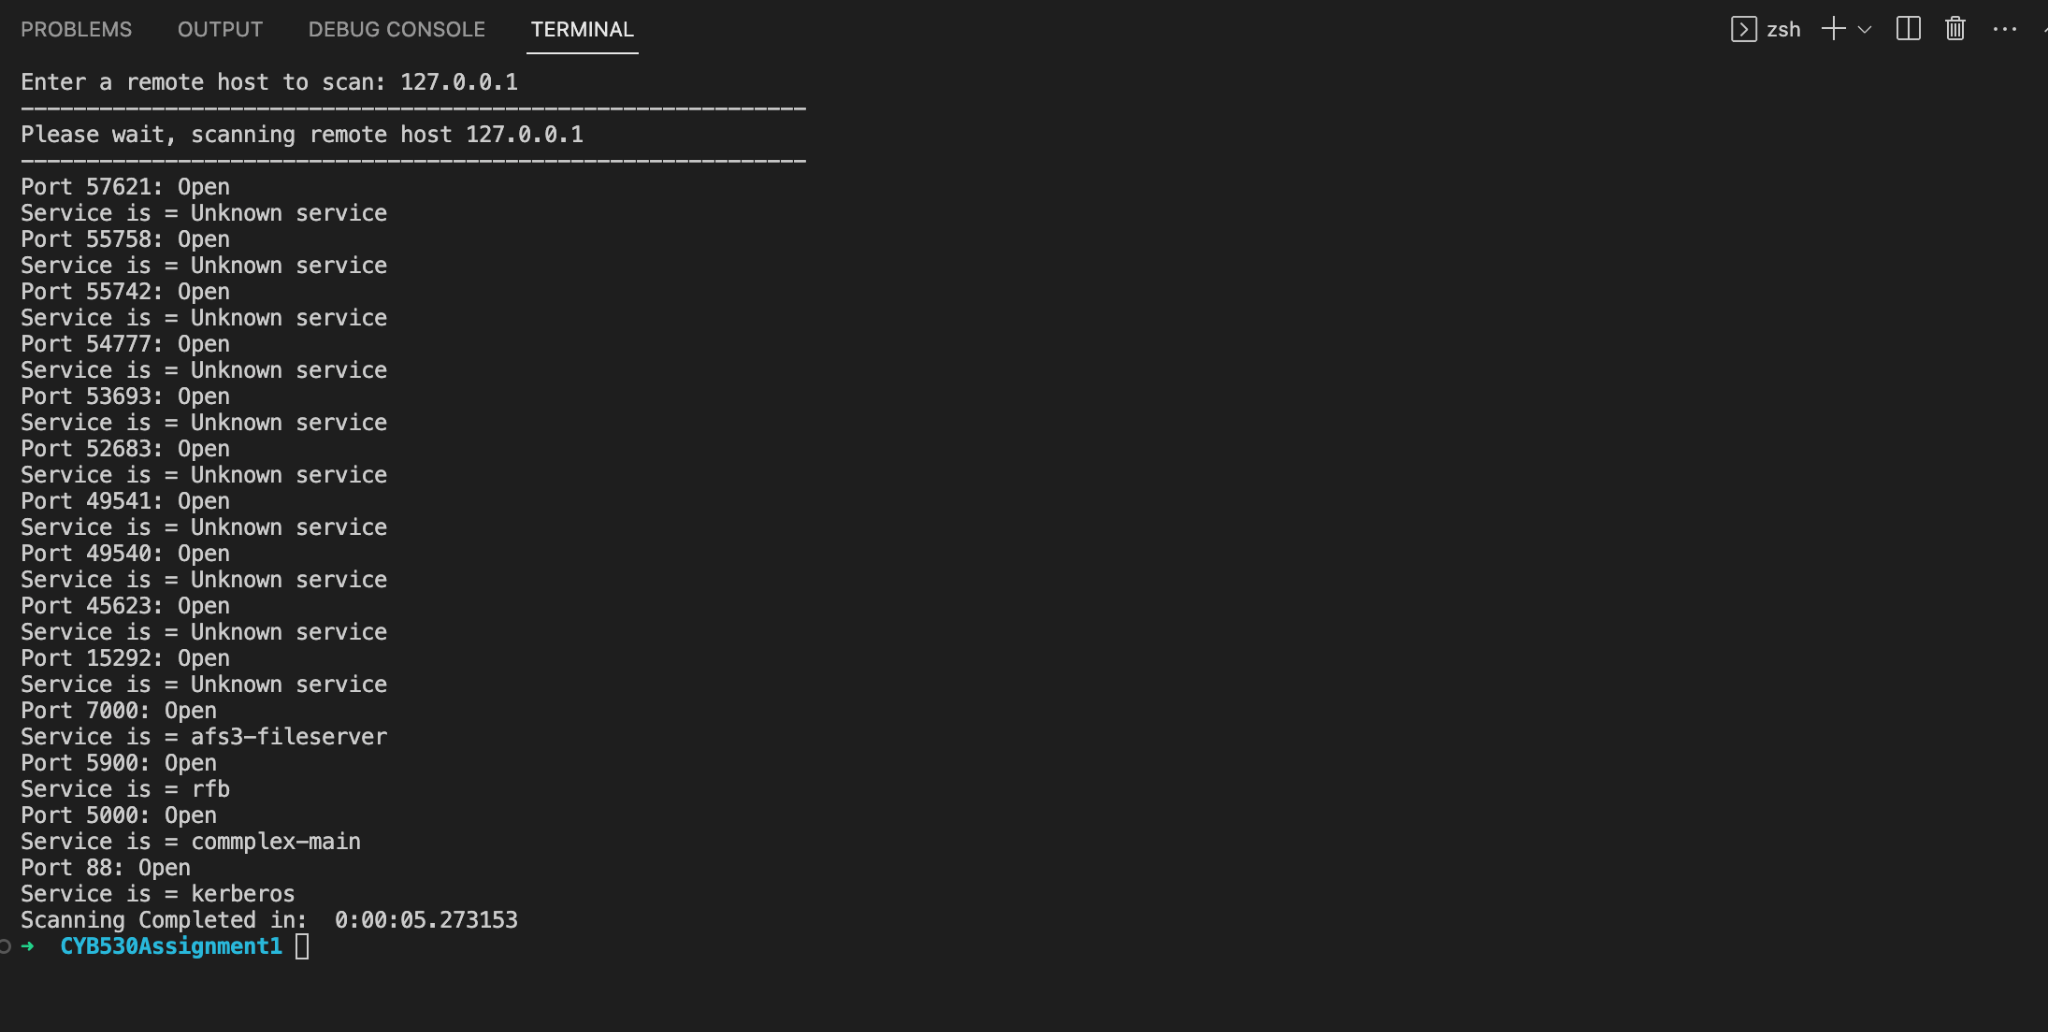 PROBLEMS OUTPUT DEBUG CONSOLE TERMINAL zsh
Enter a remote host to scan: 127.0.0.1
------------------------------------------------------------
Please wait, scanning remote host 127.0.0.1
------------------------------------------------------------
Port 57621: Open
Service is = Unknown service
Port 55758: Open
Service is = Unknown service
Port 55742: Open
Service is = Unknown service
Port 54777: Open
Service is = Unknown service
Port 53693: Open
Service is = Unknown service
Port 52683: Open
Service is = Unknown service
Port 49541: Open
Service is = Unknown service
Port 49540: Open
Service is = Unknown service
Port 45623: Open
Service is = Unknown service
Port 15292: Open
Service is = Unknown service
Port 7000: Open
Service is = afs3-fileserver
Port 5900: Open
Service is = rfb
Port 5000: Open
Service is = commplex-main
Port 88: Open
Service is = kerberos
Scanning Completed in:  0:00:05.273153
➜ CYB530Assignment1